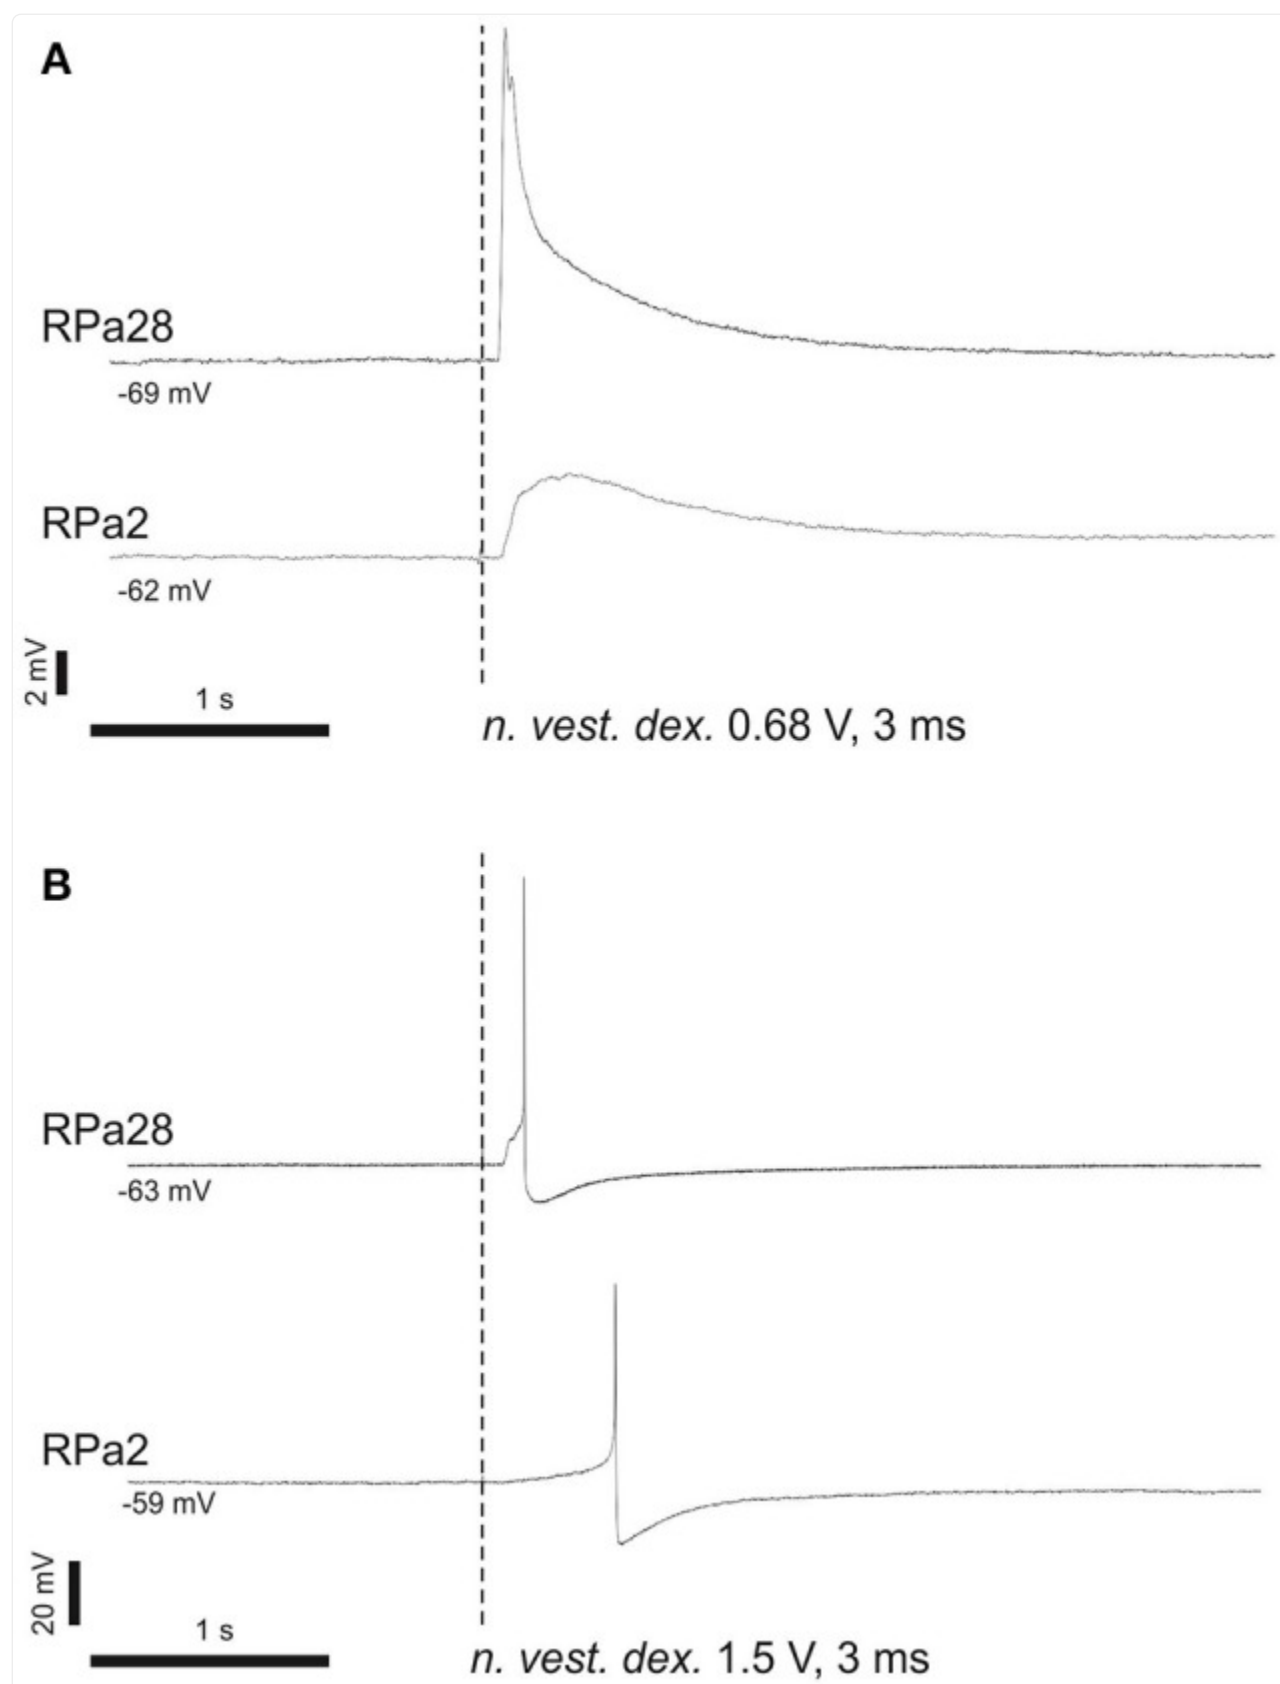 A
RPa28
-69 mV
RPa2
-62 mV
2 mV
1 s
n. vest. dex. 0.68 V, 3 ms
B
RPa28
-63 mV
RPa2
-59 mV
20 mV
1 s
n. vest. dex. 1.5 V, 3 ms